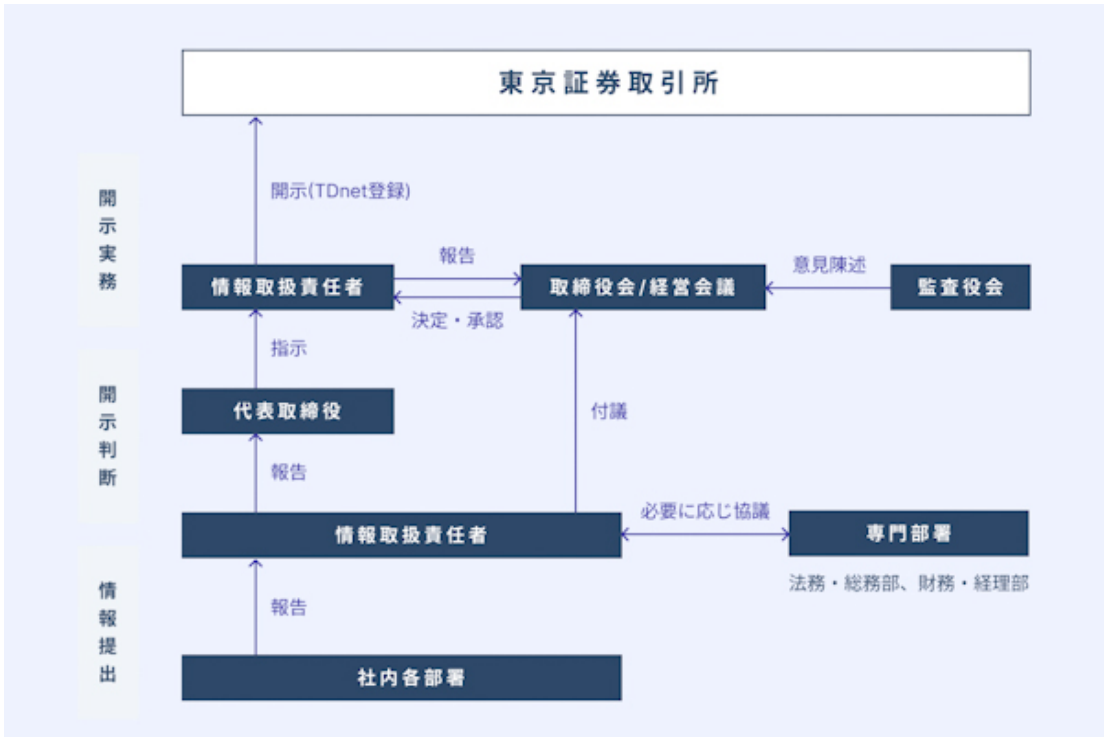 東京証券取引所
開示実務
開示(TDnet登録)
情報取扱責任者
報告
決定・承認
取締役会/経営会議
意見陳述
監査役会
指示
開示判断
代表取締役
付議
報告
情報取扱責任者
必要に応じ協議
専門部署
法務・総務部、財務・経理部
情報提出
報告
社内各部署